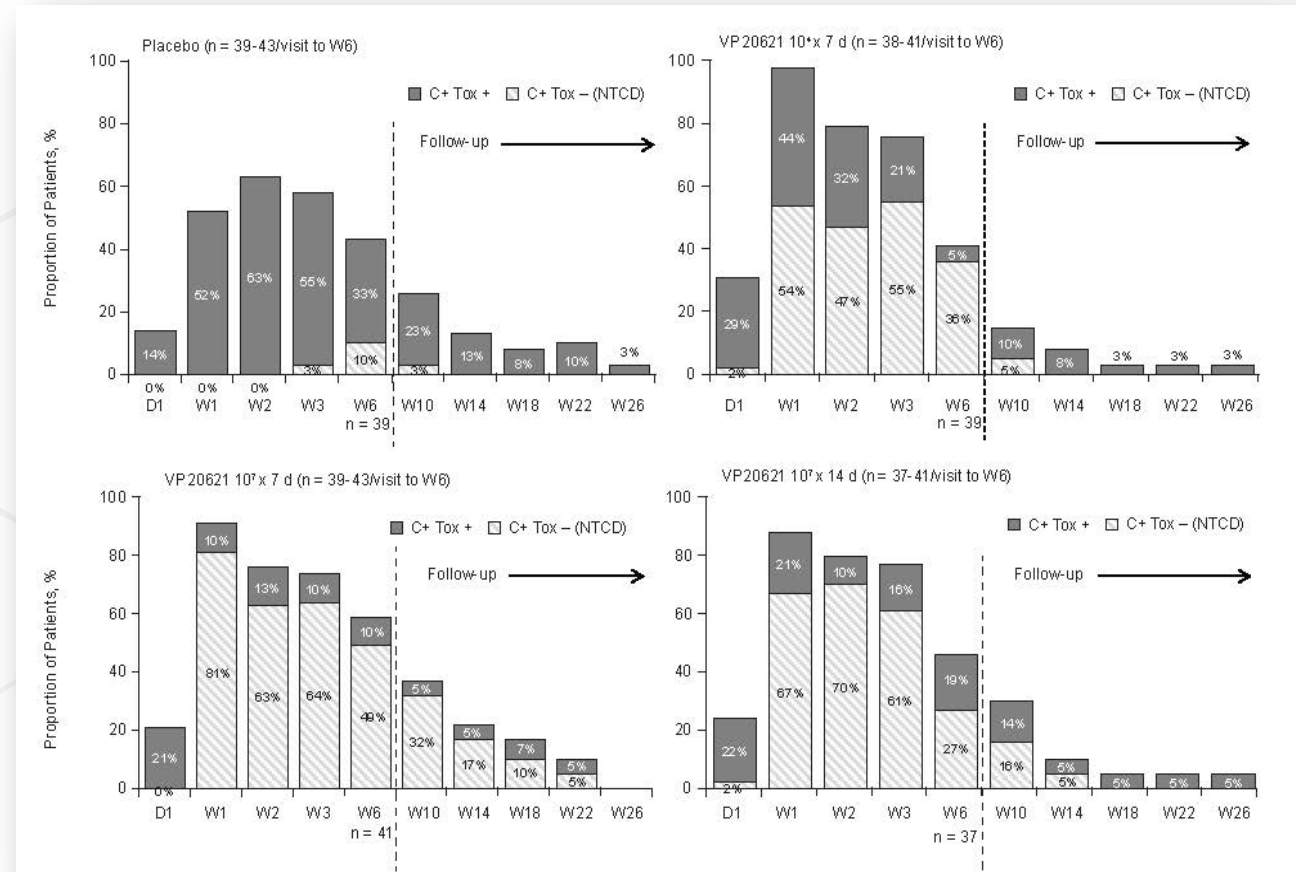 Placebo (n = 39-43/visit to W6)
C+ Tox + C+ Tox – (NTCD)
Follow-up
Proportion of Patients, %
100
80
60
40
20
0
14% 52% 63% 55% 33% 23% 13% 8% 10% 3%
0% 0% 0% 3% 10% 3%
D1 W1 W2 W3 W6 W10 W14 W18 W22 W26
n = 39
VP20621 10⁴ x 7 d (n = 38-41/visit to W6)
C+ Tox + C+ Tox – (NTCD)
Follow-up
100
80
60
40
20
0
29% 44% 32% 21% 5% 10% 8% 3% 3% 3%
2% 54% 47% 55% 36% 5%
D1 W1 W2 W3 W6 W10 W14 W18 W22 W26
n = 39
VP20621 10⁷ x 7 d (n = 39-43/visit to W6)
C+ Tox + C+ Tox – (NTCD)
Follow-up
Proportion of Patients, %
100
80
60
40
20
0
21% 10% 13% 10% 10% 5% 5% 7% 5%
0% 81% 63% 64% 49% 32% 17% 10% 5%
D1 W1 W2 W3 W6 W10 W14 W18 W22 W26
n = 41
VP20621 10⁷ x 14 d (n = 37-41/visit to W6)
C+ Tox + C+ Tox – (NTCD)
Follow-up
100
80
60
40
20
0
22% 21% 10% 16% 19% 14% 5% 5% 5% 5%
2% 67% 70% 61% 27% 16% 5%
D1 W1 W2 W3 W6 W10 W14 W18 W22 W26
n = 37